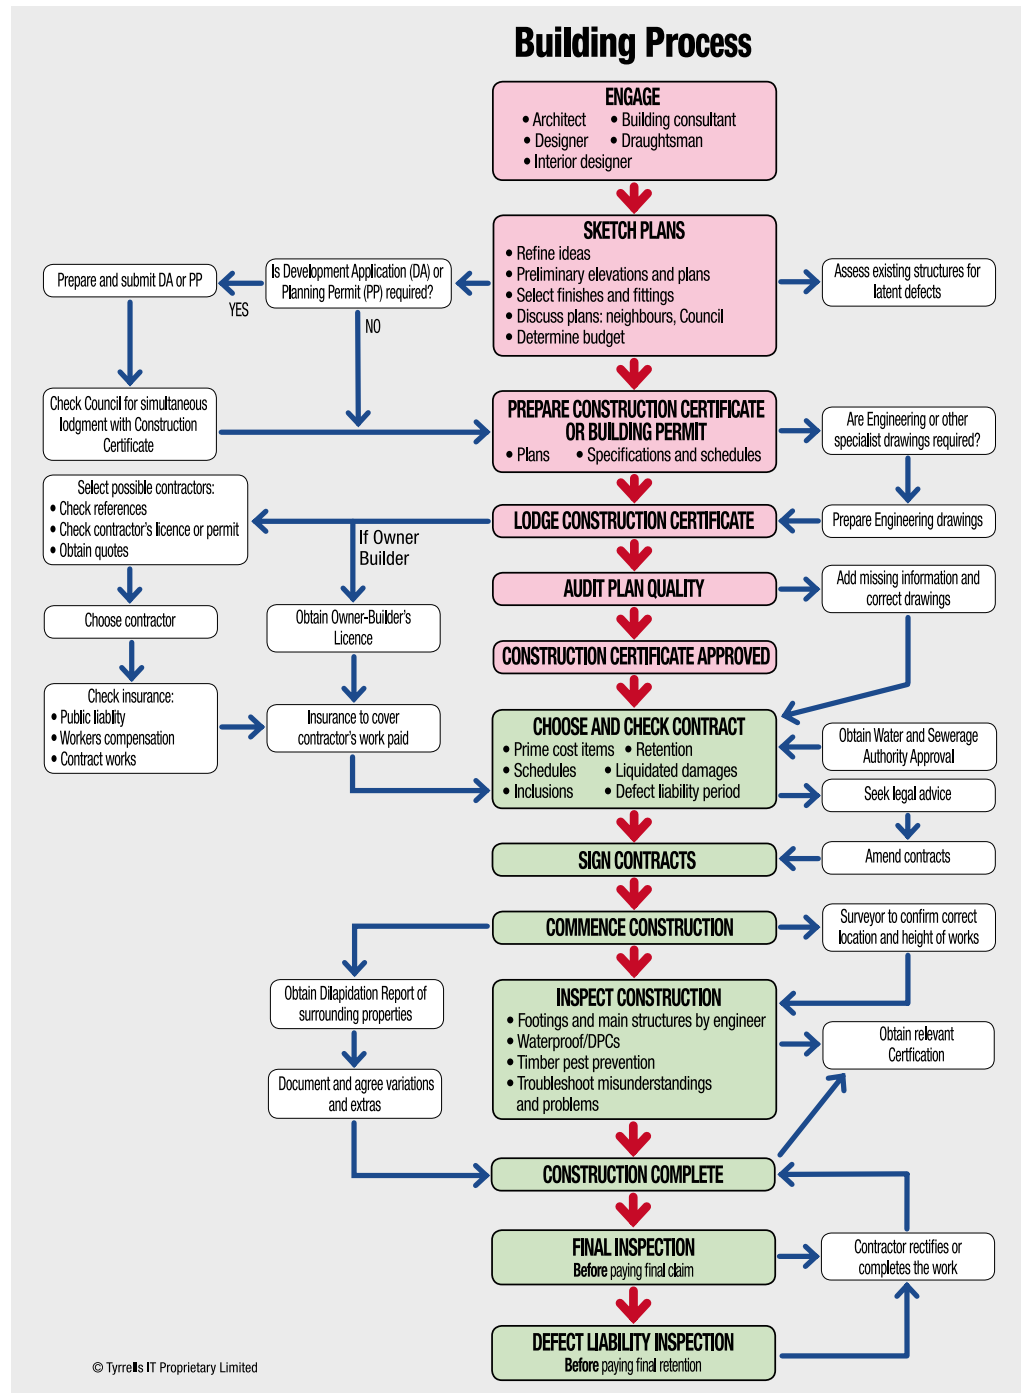 Building Process
ENGAGE
• Architect • Building consultant
• Designer • Draughtsman
• Interior designer
SKETCH PLANS
• Refine ideas
• Preliminary elevations and plans
• Select finishes and fittings
• Discuss plans: neighbours, Council
• Determine budget
Prepare and submit DA or PP
YES
Is Development Application (DA) or
Planning Permit (PP) required?
NO
Assess existing structures for
latent defects
Check Council for simultaneous
lodgment with Construction
Certificate
PREPARE CONSTRUCTION CERTIFICATE
OR BUILDING PERMIT
• Plans • Specifications and schedules
Are Engineering or other
specialist drawings required?
Select possible contractors:
• Check references
• Check contractor's licence or permit
• Obtain quotes
If Owner
Builder
LODGE CONSTRUCTION CERTIFICATE
Prepare Engineering drawings
AUDIT PLAN QUALITY
Add missing information and
correct drawings
Choose contractor
Obtain Owner-Builder's
Licence
CONSTRUCTION CERTIFICATE APPROVED
Check insurance:
• Public liablity
• Workers compensation
• Contract works
Insurance to cover
contractor's work paid
CHOOSE AND CHECK CONTRACT
• Prime cost items • Retention
• Schedules • Liquidated damages
• Inclusions • Defect liability period
Obtain Water and Sewerage
Authority Approval
Seek legal advice
SIGN CONTRACTS
Amend contracts
COMMENCE CONSTRUCTION
Surveyor to confirm correct
location and height of works
Obtain Dilapidation Report of
surrounding properties
INSPECT CONSTRUCTION
• Footings and main structures by engineer
• Waterproof/DPCs
• Timber pest prevention
• Troubleshoot misunderstandings
and problems
Obtain relevant
Certfication
Document and agree variations
and extras
CONSTRUCTION COMPLETE
FINAL INSPECTION
Before paying final claim
Contractor rectifies or
completes the work
DEFECT LIABILITY INSPECTION
Before paying final retention
© Tyrrells IT Proprietary Limited